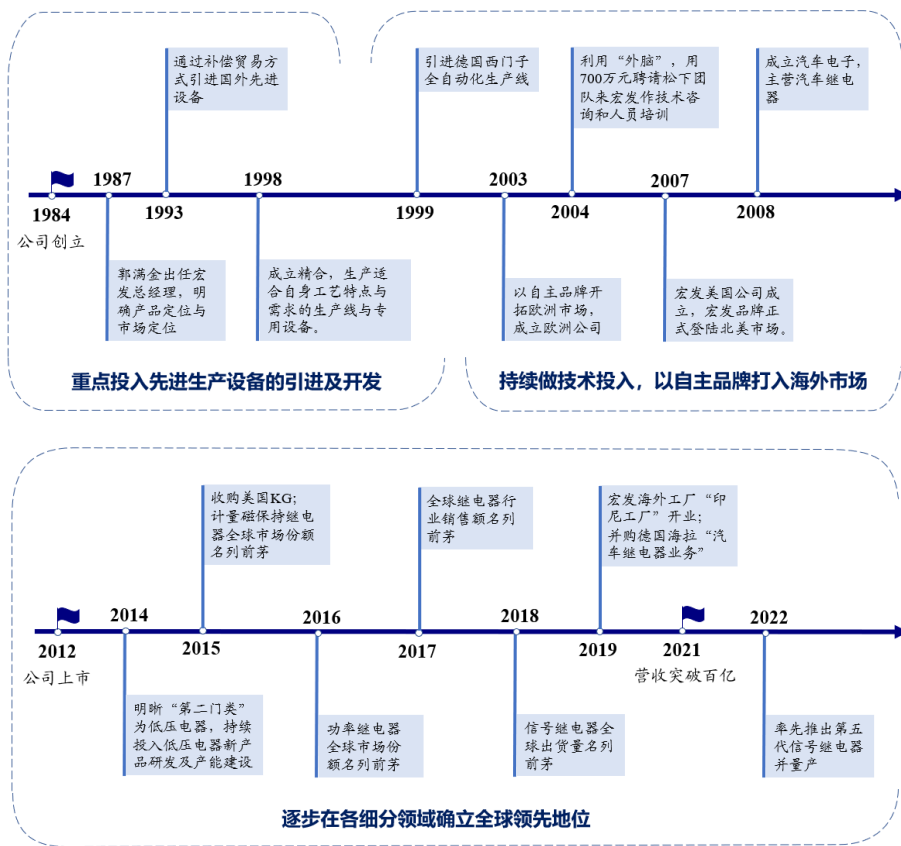 通过补偿贸易方
式引进国外先进
设备
引进德国西门子
全自动化生产线
利用“外脑”，用
700万元聘请松下团
队来宏发作技术咨
询和人员培训
成立汽车电子，
主营汽车继电
器
1984
公司创立
1987
1993
1998
1999
2003
2004
2007
2008
郭满金出任宏
发总经理，明
确产品定位与
市场定位
成立精合，生产适
合自身工艺特点与
需求的生产线与专
用设备。
以自主品牌开
拓欧洲市场，
成立欧洲公司
宏发美国公司成
立，宏发品牌正
式登陆北美市场。
重点投入先进生产设备的引进及开发
持续做技术投入，以自主品牌打入海外市场
收购美国KG;
计量磁保持继电
器全球市场份额
名列前茅
全球继电器行
业销售额名列
前茅
宏发海外工厂“印
尼工厂”开业;
并购德国海拉“汽
车继电器业务”
2012
公司上市
2014
2015
2016
2017
2018
2019
2021
营收突破百亿
2022
明晰“第二门类”
为低压电器，持续
投入低压电器新产
品研发及产能建设
功率继电器
全球市场份
额名列前茅
信号继电器全
球出货量名列
前茅
率先推出第五
代信号继电器
并量产
逐步在各细分领域确立全球领先地位